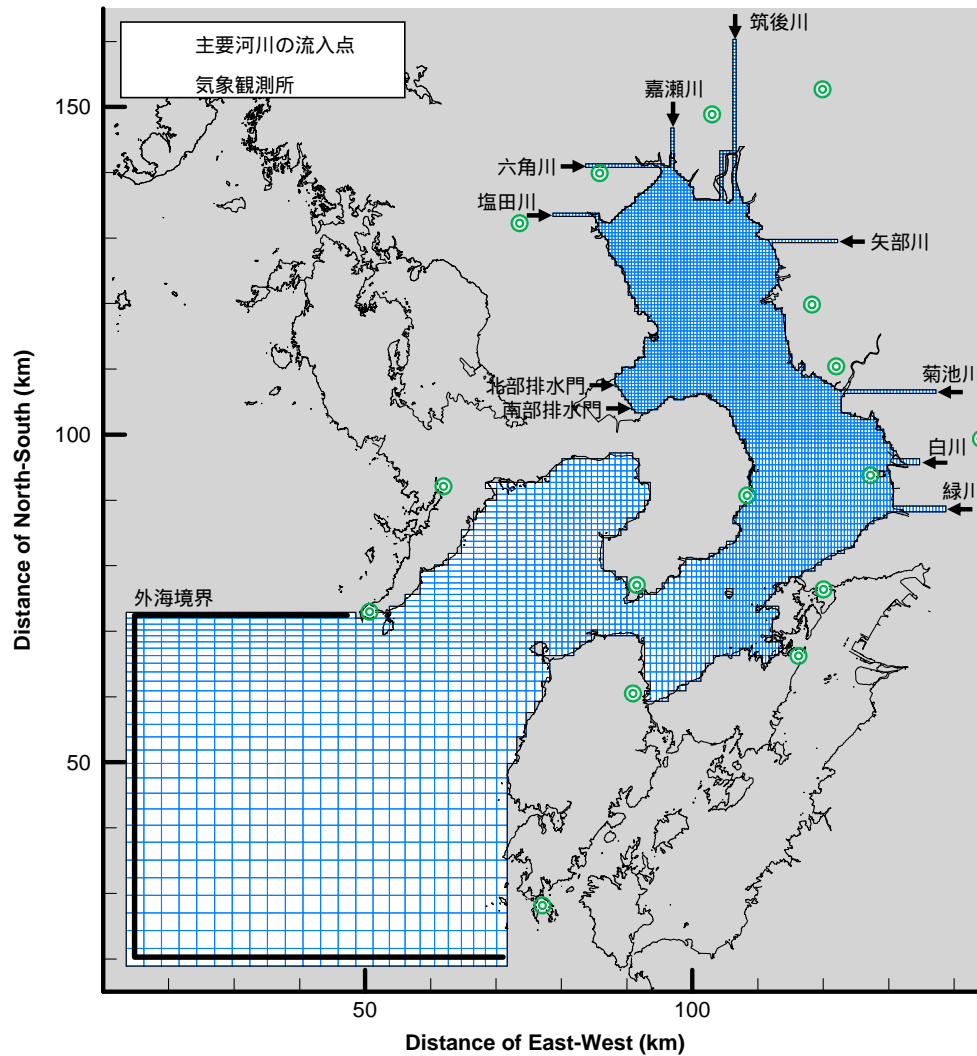 主要河川の流入点
気象観測所
筑後川
嘉瀬川
六角川
塩田川
矢部川
北部排水門
南部排水門
菊池川
白川
緑川
外海境界
150
100
50
50
100
Distance of North-South (km)
Distance of East-West (km)